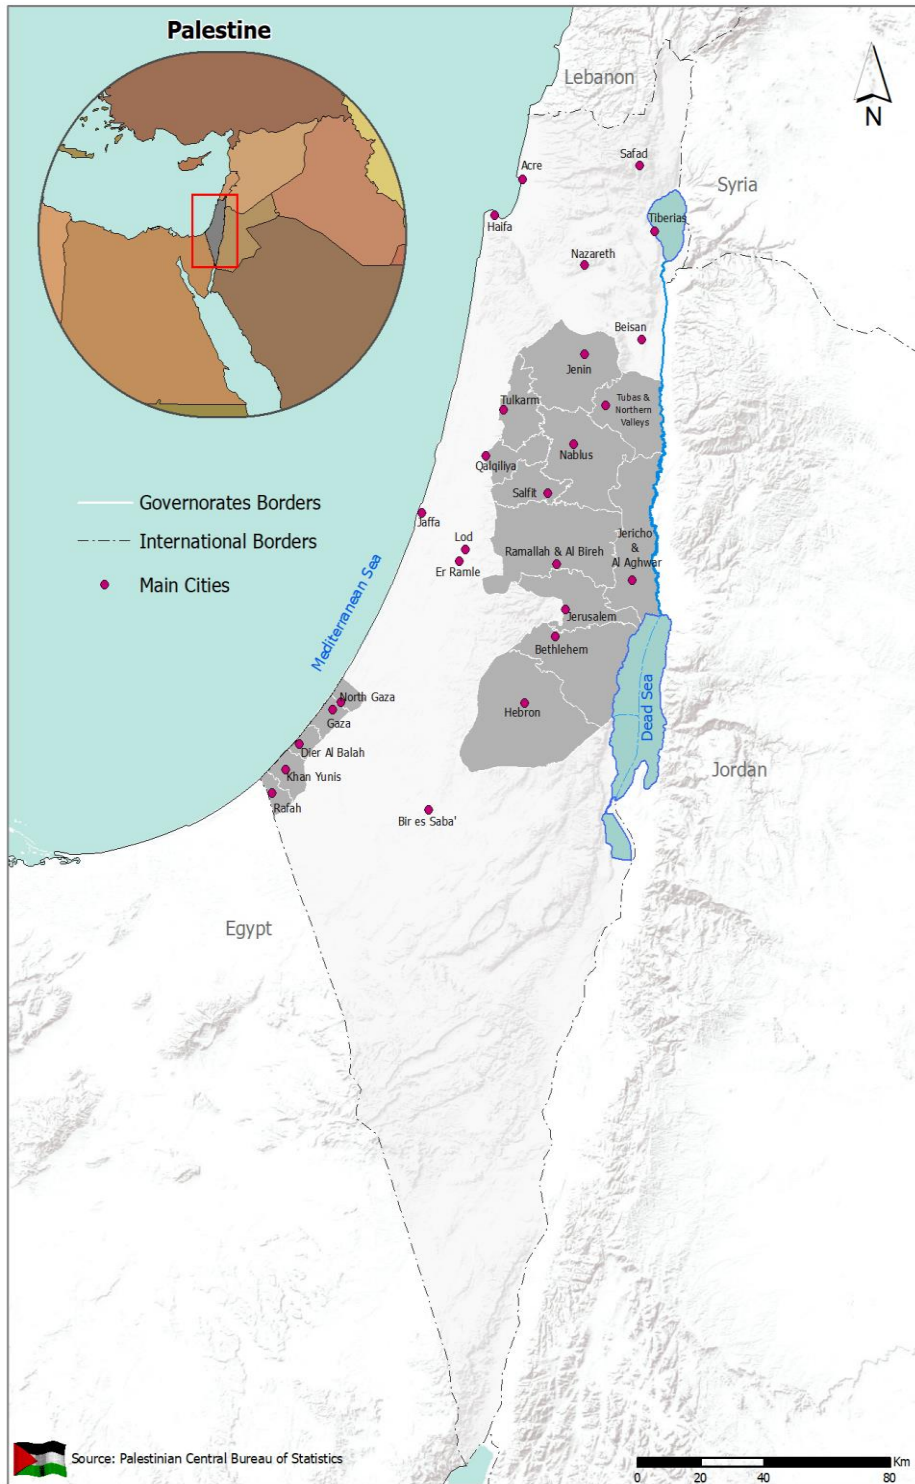 Palestine
Lebanon
N
Safad
Acre
Syria
Tiberias
Haifa
Nazareth
Beisan
Jenin
Tulkarm
Tubas &
Northern
Valleys
Nablus
Qalqiliya
Salfit
Governorates Borders
Jaffa
International Borders
Lod
Jericho
&
Al Aghwar
Ramallah & Al Bireh
Er Ramle
Main Cities
Mediterranean Sea
Jerusalem
Bethlehem
North Gaza
Gaza
Hebron
Dead Sea
Dier Al Balah
Khan Yunis
Jordan
Rafah
Bir es Saba'
Egypt
Source: Palestinian Central Bureau of Statistics
Km
0 20 40 80